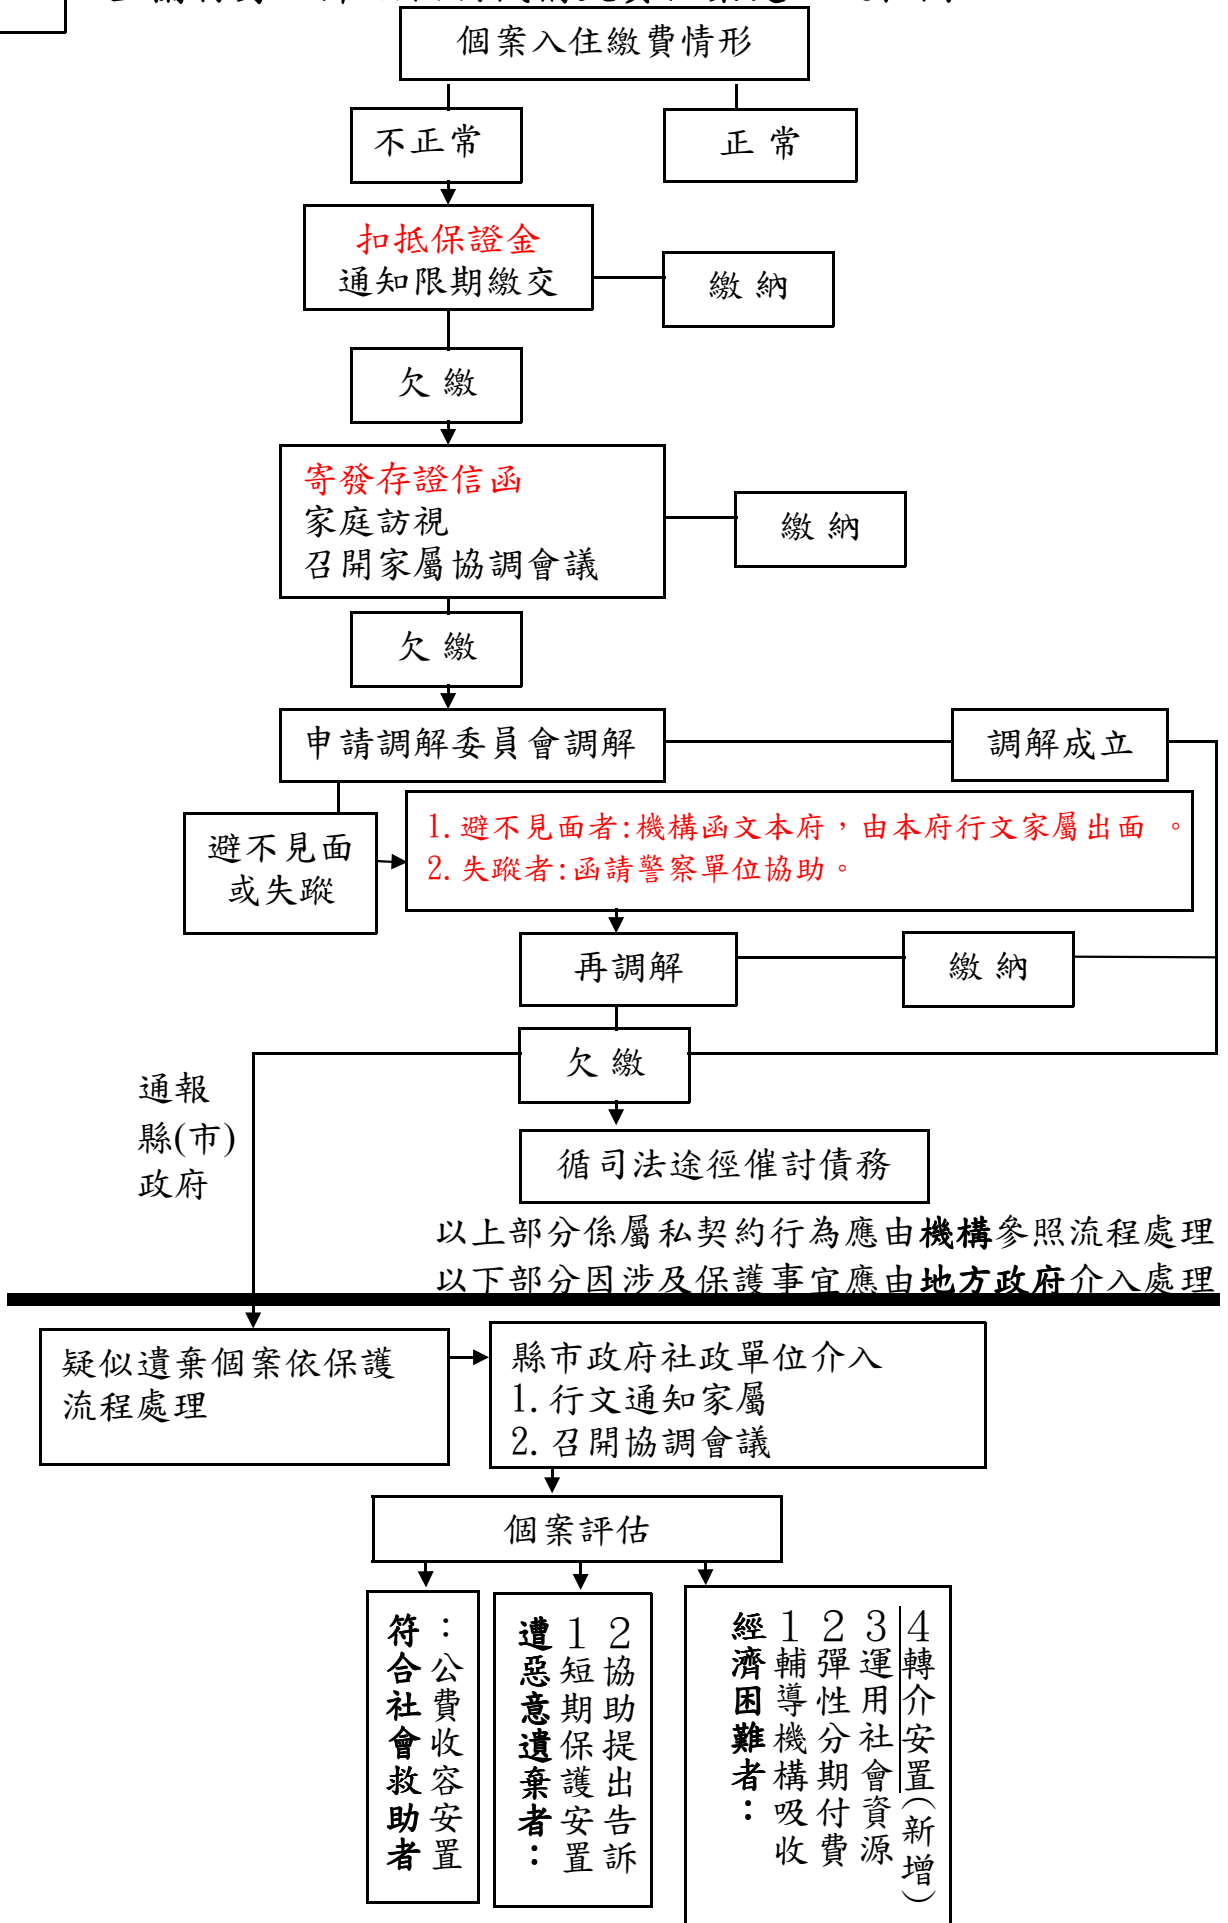 個案入住繳費情形
不正常
正 常
扣抵保證金
通知限期繳交
繳 納
欠 繳
寄發存證信函
家庭訪視
召開家屬協調會議
繳 納
欠 繳
申請調解委員會調解
調解成立
避不見面
或失蹤
1. 避不見面者:機構函文本府，由本府行文家屬出面 。
2. 失蹤者:函請警察單位協助。
再調解
繳 納
欠 繳
通報
縣(市)
政府
循司法途徑催討債務
以上部分係屬私契約行為應由機構參照流程處理
以下部分因涉及保護事宜應由地方政府介入處理
疑似遺棄個案依保護
流程處理
縣市政府社政單位介入
1. 行文通知家屬
2. 召開協調會議
個案評估
符合社會救助者
：公費收容安置
遭惡意遺棄者：
1短期保護安置
2協助提出告訴
經濟困難者：
1輔導機構吸收
2彈性分期付費
3運用社會資源
4轉介安置(新增)